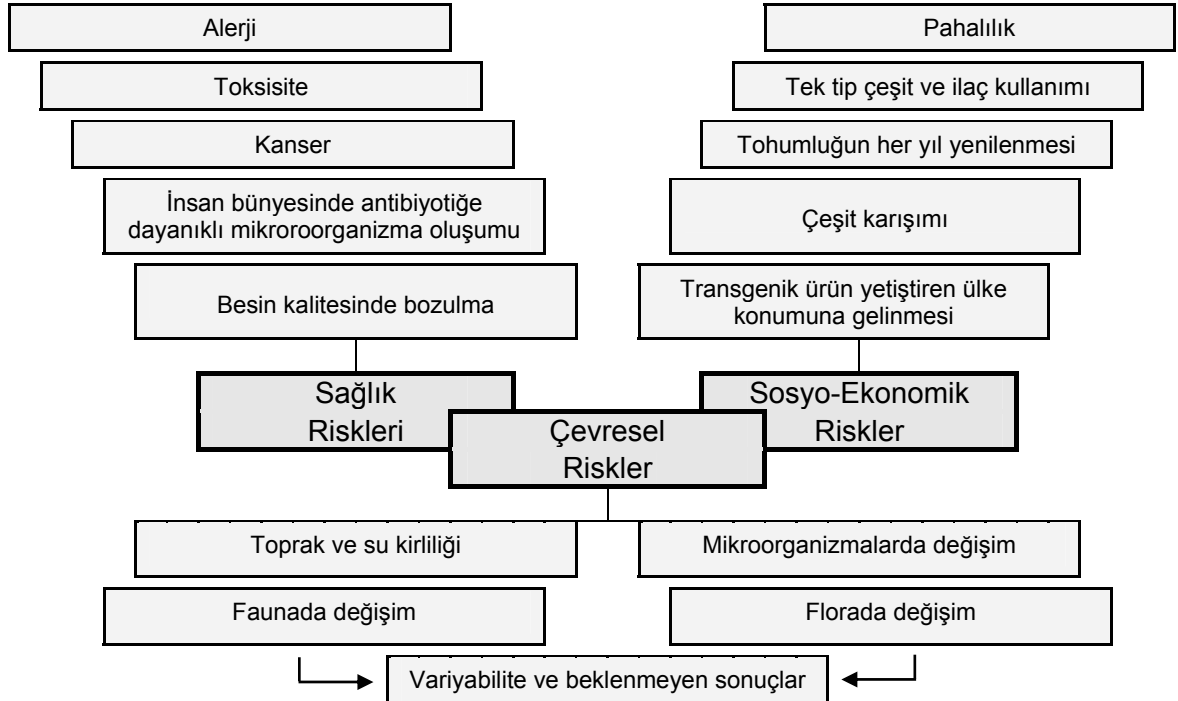 Alerji
Toksisite
Kanser
İnsan bünyesinde antibiyotiğe
dayanıklı mikroroorganizma oluşumu
Besin kalitesinde bozulma
Pahalılık
Tek tip çeşit ve ilaç kullanımı
Tohumluğun her yıl yenilenmesi
Çeşit karışımı
Transgenik ürün yetiştiren ülke
konumuna gelinmesi
Sağlık
Riskleri
Çevresel
Riskler
Sosyo-Ekonomik
Riskler
Toprak ve su kirliliği
Mikroorganizmalarda değişim
Faunada değişim
Florada değişim
Variyabilite ve beklenmeyen sonuçlar